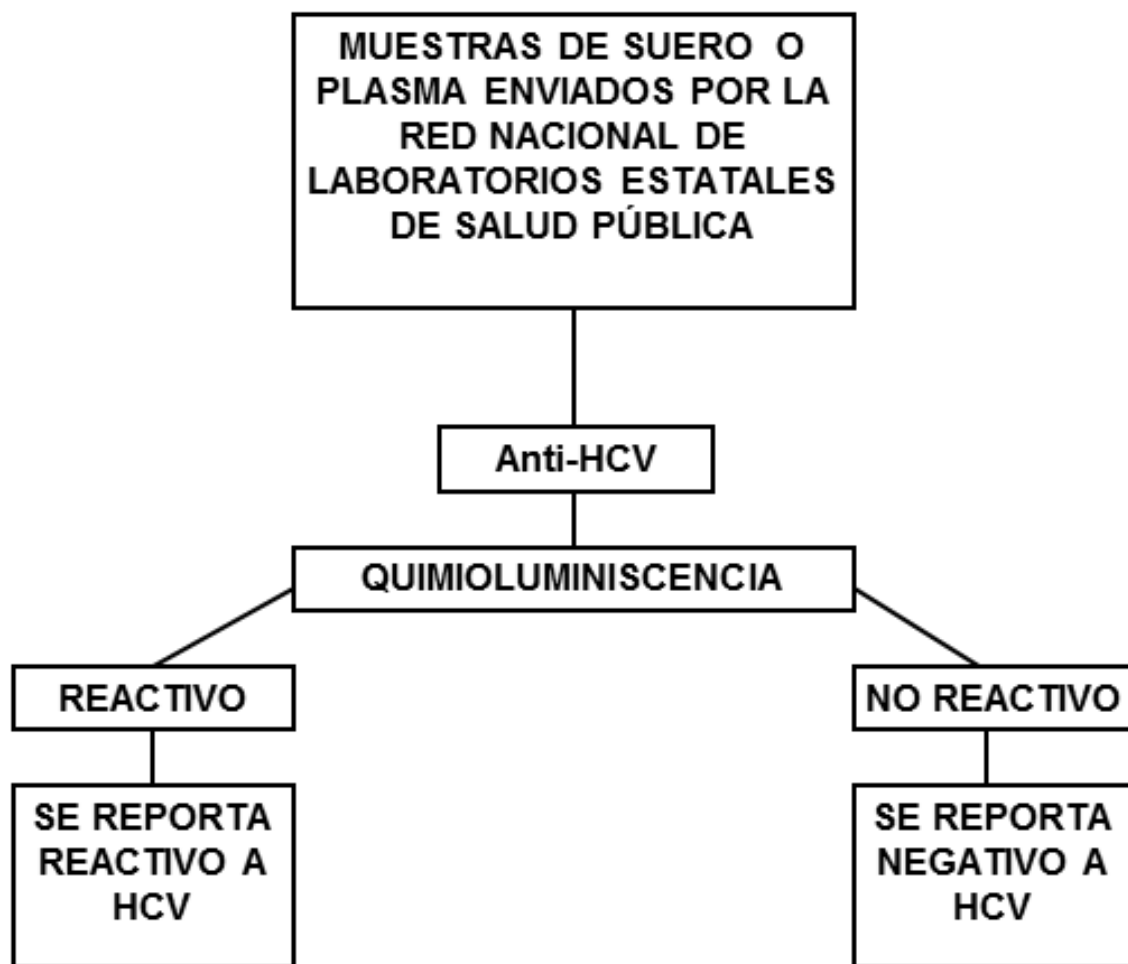 MUESTRAS DE SUERO O
PLASMA ENVIADOS POR LA
RED NACIONAL DE
LABORATORIOS ESTATALES
DE SALUD PÚBLICA
Anti-HCV
QUIMIOLUMINISCENCIA
REACTIVO
NO REACTIVO
SE REPORTA
REACTIVO A
HCV
SE REPORTA
NEGATIVO A
HCV